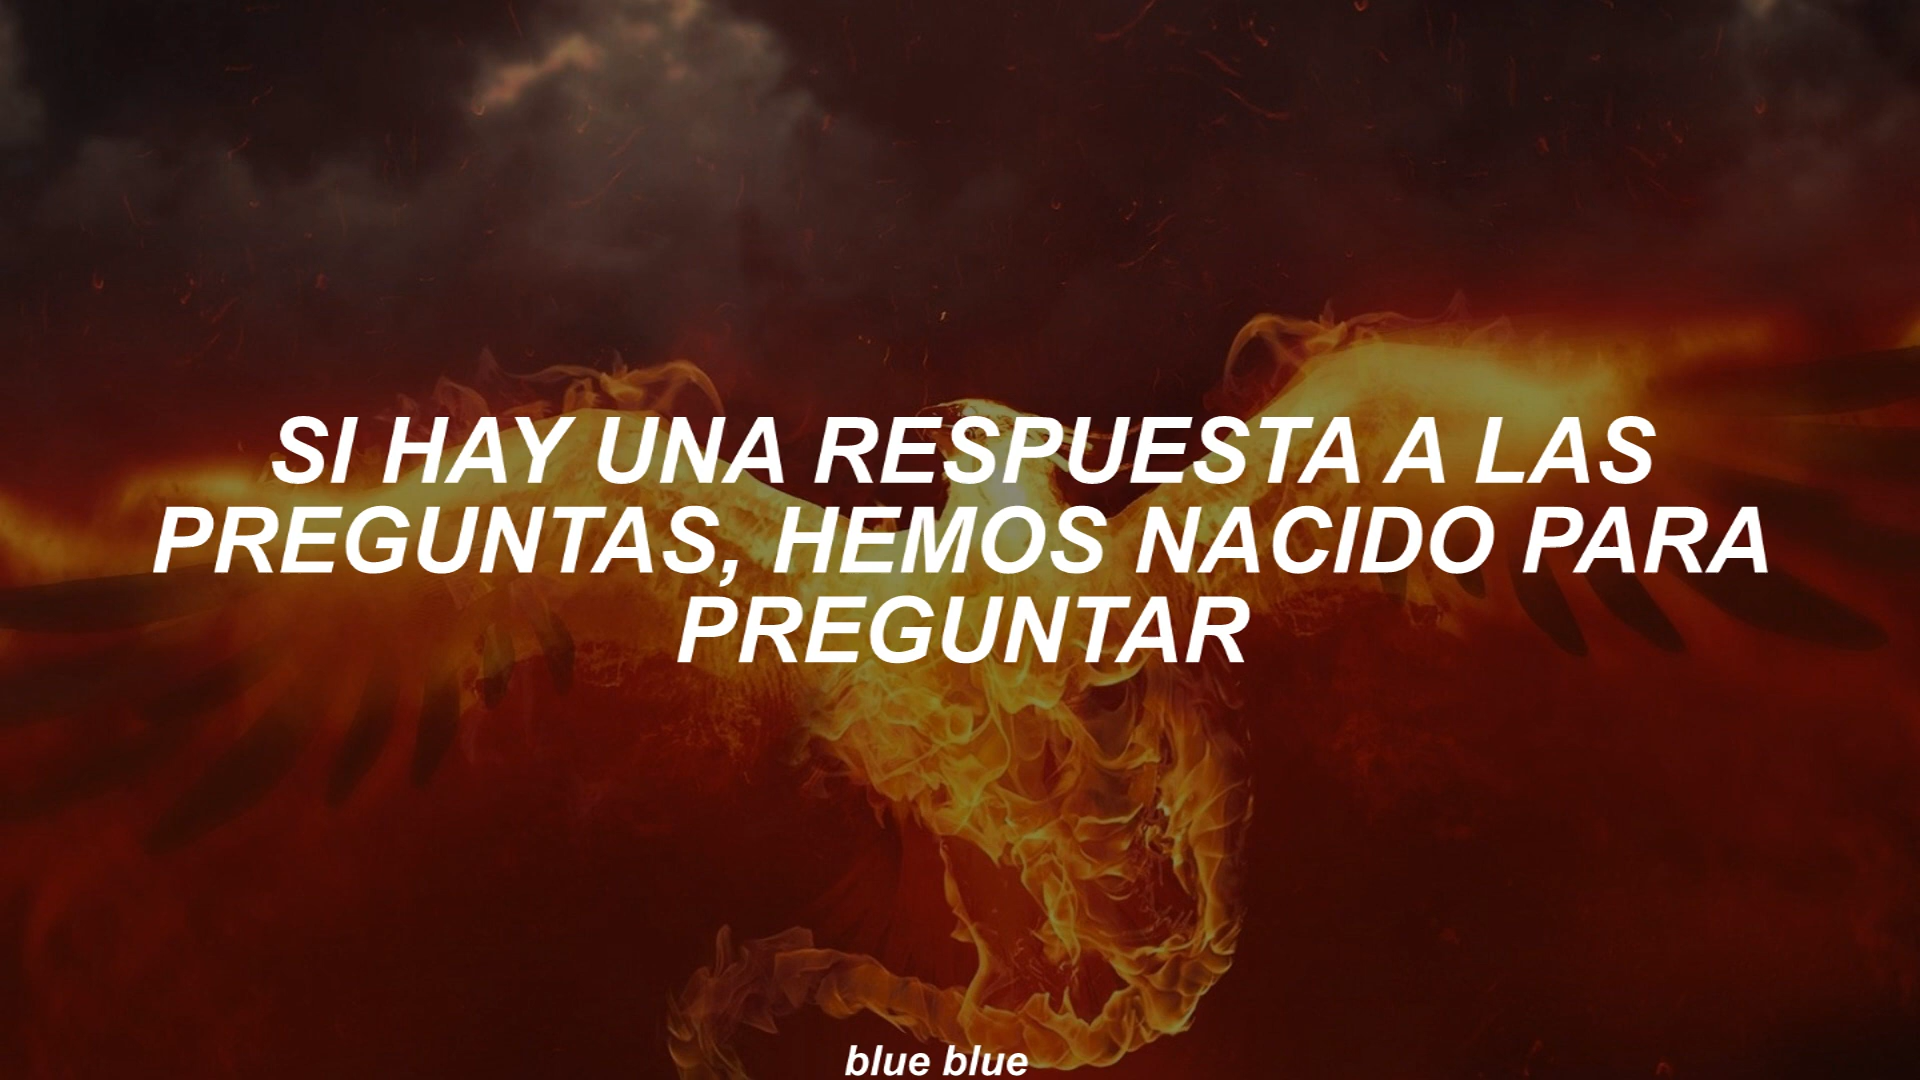 SI HAY UNA RESPUESTA A LAS
PREGUNTAS, HEMOS NACIDO PARA
PREGUNTAR
blue blue